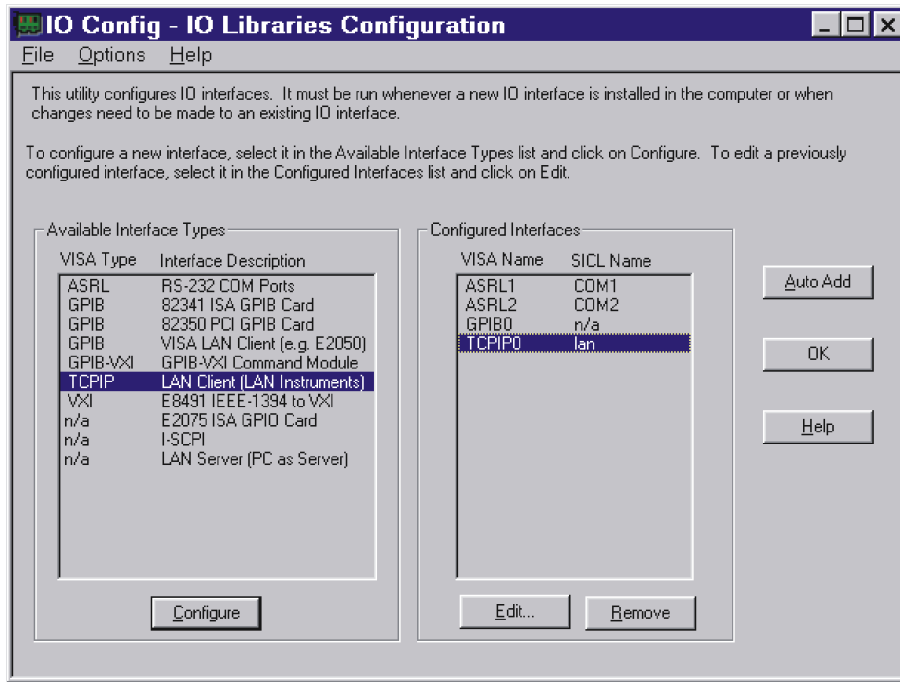 IO Config - IO Libraries Configuration
File Options Help
This utility configures IO interfaces. It must be run whenever a new IO interface is installed in the computer or when
changes need to be made to an existing IO interface.
To configure a new interface, select it in the Available Interface Types list and click on Configure. To edit a previously
configured interface, select it in the Configured Interfaces list and click on Edit.
Available Interface Types
VISA Type Interface Description
ASRL RS-232 COM Ports
GPIB 82341 ISA GPIB Card
GPIB 82350 PCI GPIB Card
GPIB VISA LAN Client (e.g. E2050)
GPIB-VXI GPIB-VXI Command Module
TCPIP LAN Client (LAN Instruments)
VXI E8491 IEEE-1394 to VXI
n/a E2075 ISA GPIO Card
n/a I-SCPI
n/a LAN Server (PC as Server)
Configure
Configured Interfaces
VISA Name SICL Name
ASRL1 COM1
ASRL2 COM2
GPIB0 n/a
TCPIP0 lan
Edit... Remove
Auto Add
OK
Help